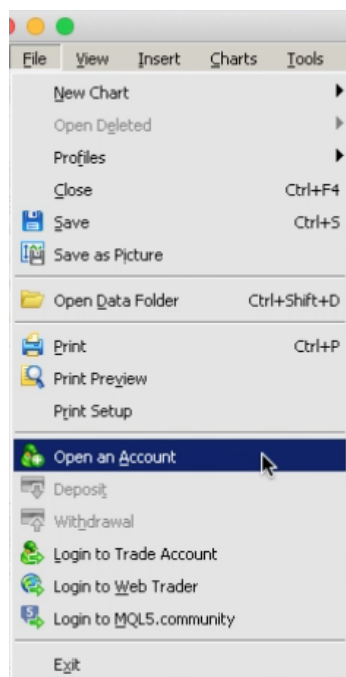 File View Insert Charts Tools
New Chart
Open Deleted
Profiles
Close Ctrl+F4
Save Ctrl+S
Save as Picture
Open Data Folder Ctrl+Shift+D
Print Ctrl+P
Print Preview
Print Setup
Open an Account
Deposit
Withdrawal
Login to Trade Account
Login to Web Trader
Login to MQL5.community
Exit